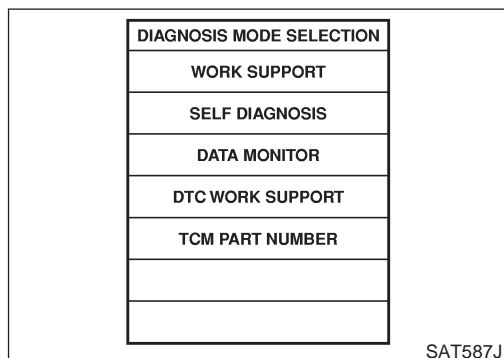 DIAGNOSIS MODE SELECTION
WORK SUPPORT
SELF DIAGNOSIS
DATA MONITOR
DTC WORK SUPPORT
TCM PART NUMBER
SAT587J